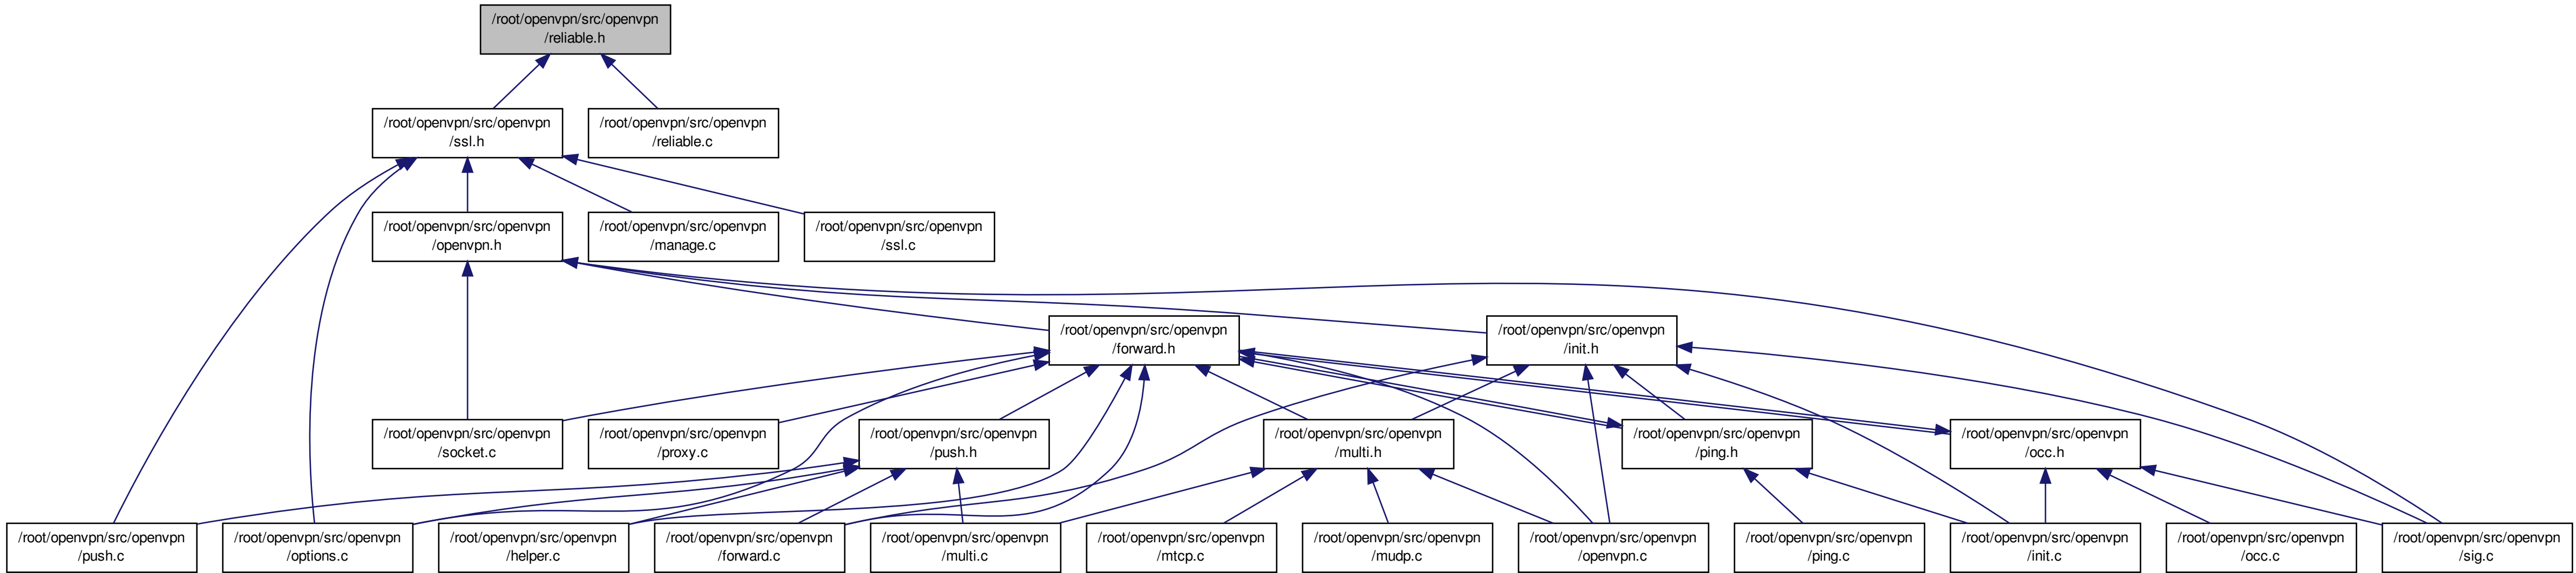 /root/openvpn/src/openvpn
/reliable.h
/root/openvpn/src/openvpn
/ssl.h
/root/openvpn/src/openvpn
/reliable.c
/root/openvpn/src/openvpn
/openvpn.h
/root/openvpn/src/openvpn
/manage.c
/root/openvpn/src/openvpn
/ssl.c
/root/openvpn/src/openvpn
/forward.h
/root/openvpn/src/openvpn
/init.h
/root/openvpn/src/openvpn
/socket.c
/root/openvpn/src/openvpn
/proxy.c
/root/openvpn/src/openvpn
/push.h
/root/openvpn/src/openvpn
/multi.h
/root/openvpn/src/openvpn
/ping.h
/root/openvpn/src/openvpn
/occ.h
/root/openvpn/src/openvpn
/push.c
/root/openvpn/src/openvpn
/options.c
/root/openvpn/src/openvpn
/helper.c
/root/openvpn/src/openvpn
/forward.c
/root/openvpn/src/openvpn
/multi.c
/root/openvpn/src/openvpn
/mtcp.c
/root/openvpn/src/openvpn
/mudp.c
/root/openvpn/src/openvpn
/openvpn.c
/root/openvpn/src/openvpn
/ping.c
/root/openvpn/src/openvpn
/init.c
/root/openvpn/src/openvpn
/occ.c
/root/openvpn/src/openvpn
/sig.c